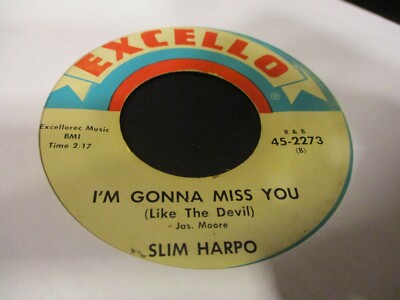 EXCELLO
®
Excellorec Music
BMI
Time 2:17
R & B
45-2273
(B)
I'M GONNA MISS YOU
(Like The Devil)
- Jas. Moore
SLIM HARPO